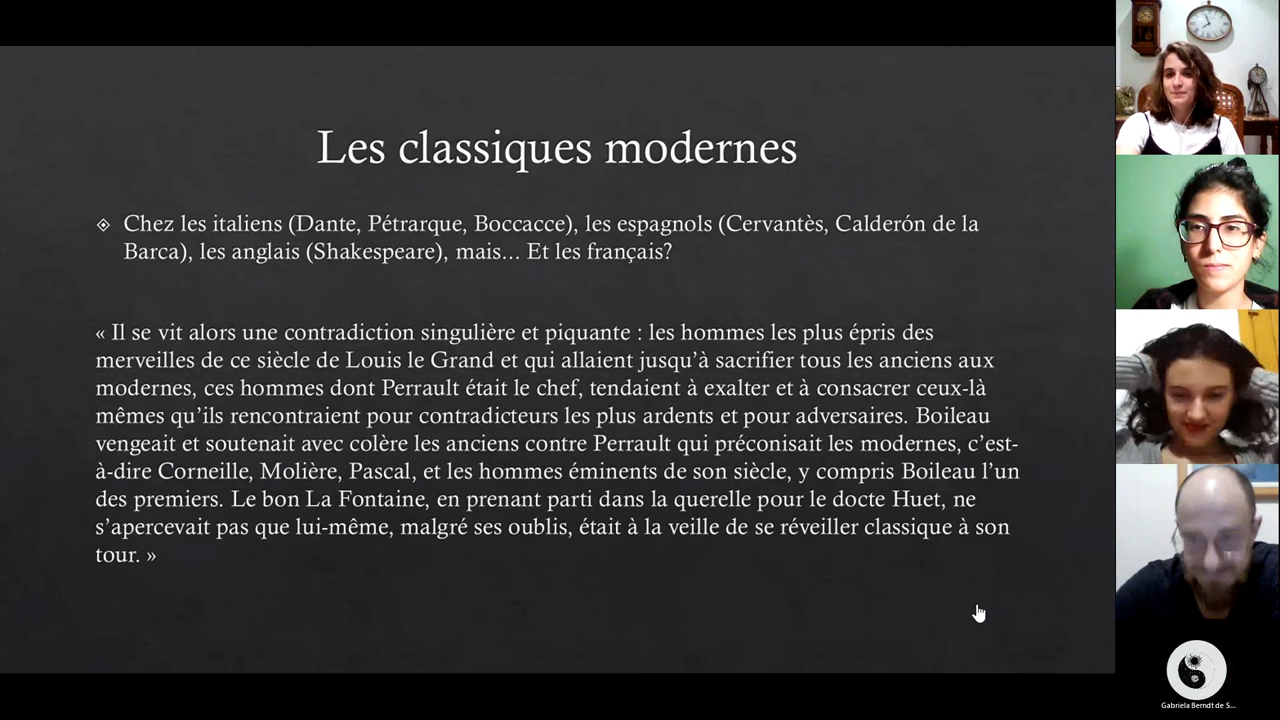 Les classiques modernes
Chez les italiens (Dante, Pétrarque, Boccacce), les espagnols (Cervantès, Calderón de la
Barca), les anglais (Shakespeare), mais… Et les français?
« Il se vit alors une contradiction singulière et piquante : les hommes les plus épris des
merveilles de ce siècle de Louis le Grand et qui allaient jusqu’à sacrifier tous les anciens aux
modernes, ces hommes dont Perrault était le chef, tendaient à exalter et à consacrer ceux-là
mêmes qu’ils rencontraient pour contradicteurs les plus ardents et pour adversaires. Boileau
vengeait et soutenait avec colère les anciens contre Perrault qui préconisait les modernes, c’est-
à-dire Corneille, Molière, Pascal, et les hommes éminents de son siècle, y compris Boileau l’un
des premiers. Le bon La Fontaine, en prenant parti dans la querelle pour le docte Huet, ne
s’apercevait pas que lui-même, malgré ses oublis, était à la veille de se réveiller classique à son
tour. »
Gabriela Berndt de S...